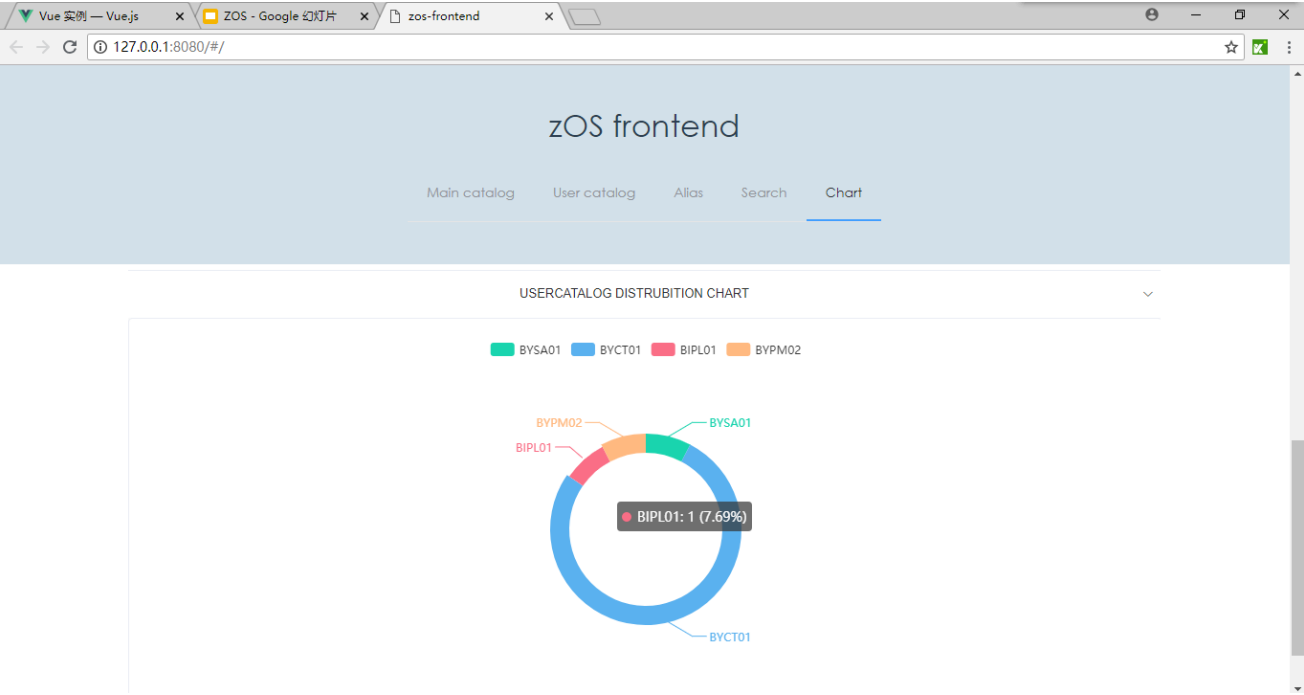 Vue 实例 — Vue.js
ZOS - Google 幻灯片
zos-frontend
127.0.0.1:8080/#/
zOS frontend
Main catalog User catalog Alias Search Chart
USERCATALOG DISTRUBITION CHART
BYSA01 BYCT01 BIPL01 BYPM02
BYPM02
BYSA01
BIPL01
BIPL01: 1 (7.69%)
BYCT01